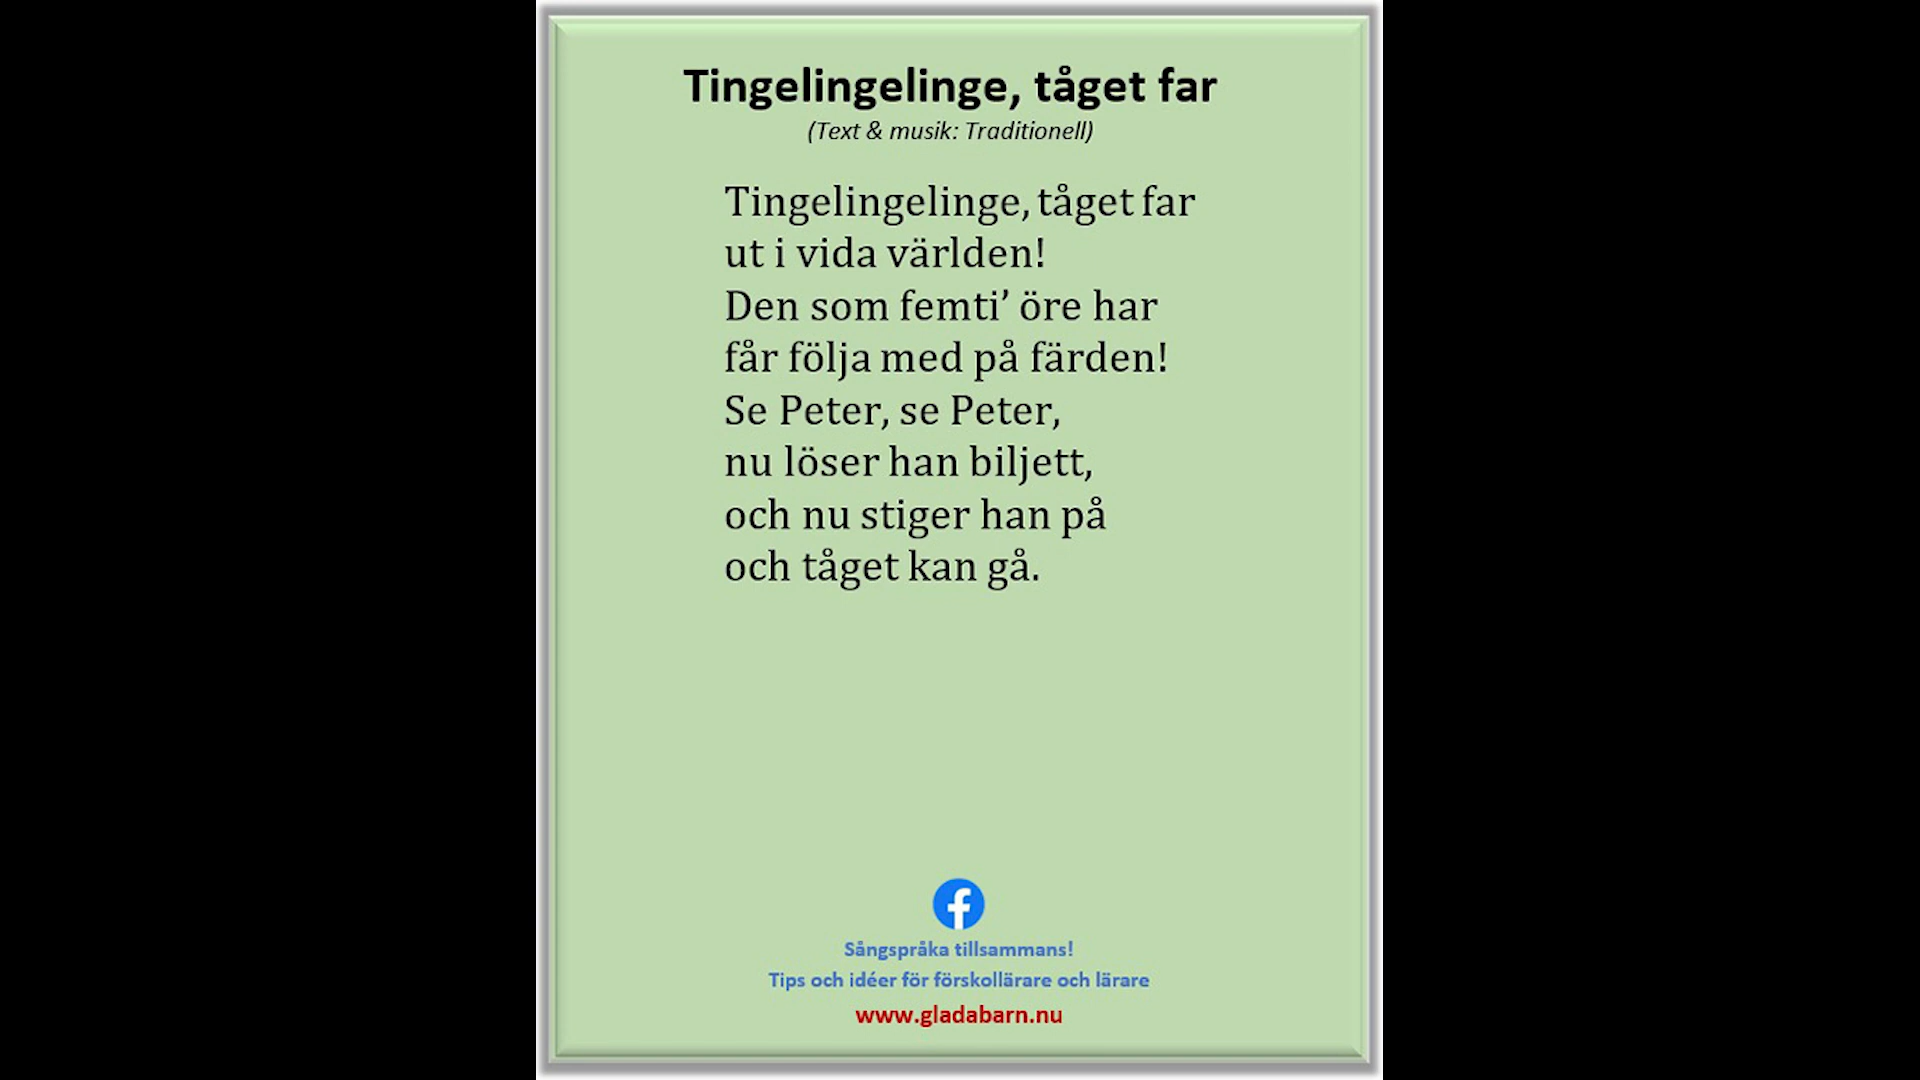 Tingelingelinge, tåget far
(Text & musik: Traditionell)
Tingelingelinge, tåget far
ut i vida världen!
Den som femti’ öre har
får följa med på färden!
Se Peter, se Peter,
nu löser han biljett,
och nu stiger han på
och tåget kan gå.
Sångspråka tillsammans!
Tips och idéer för förskollärare och lärare
www.gladabarn.nu